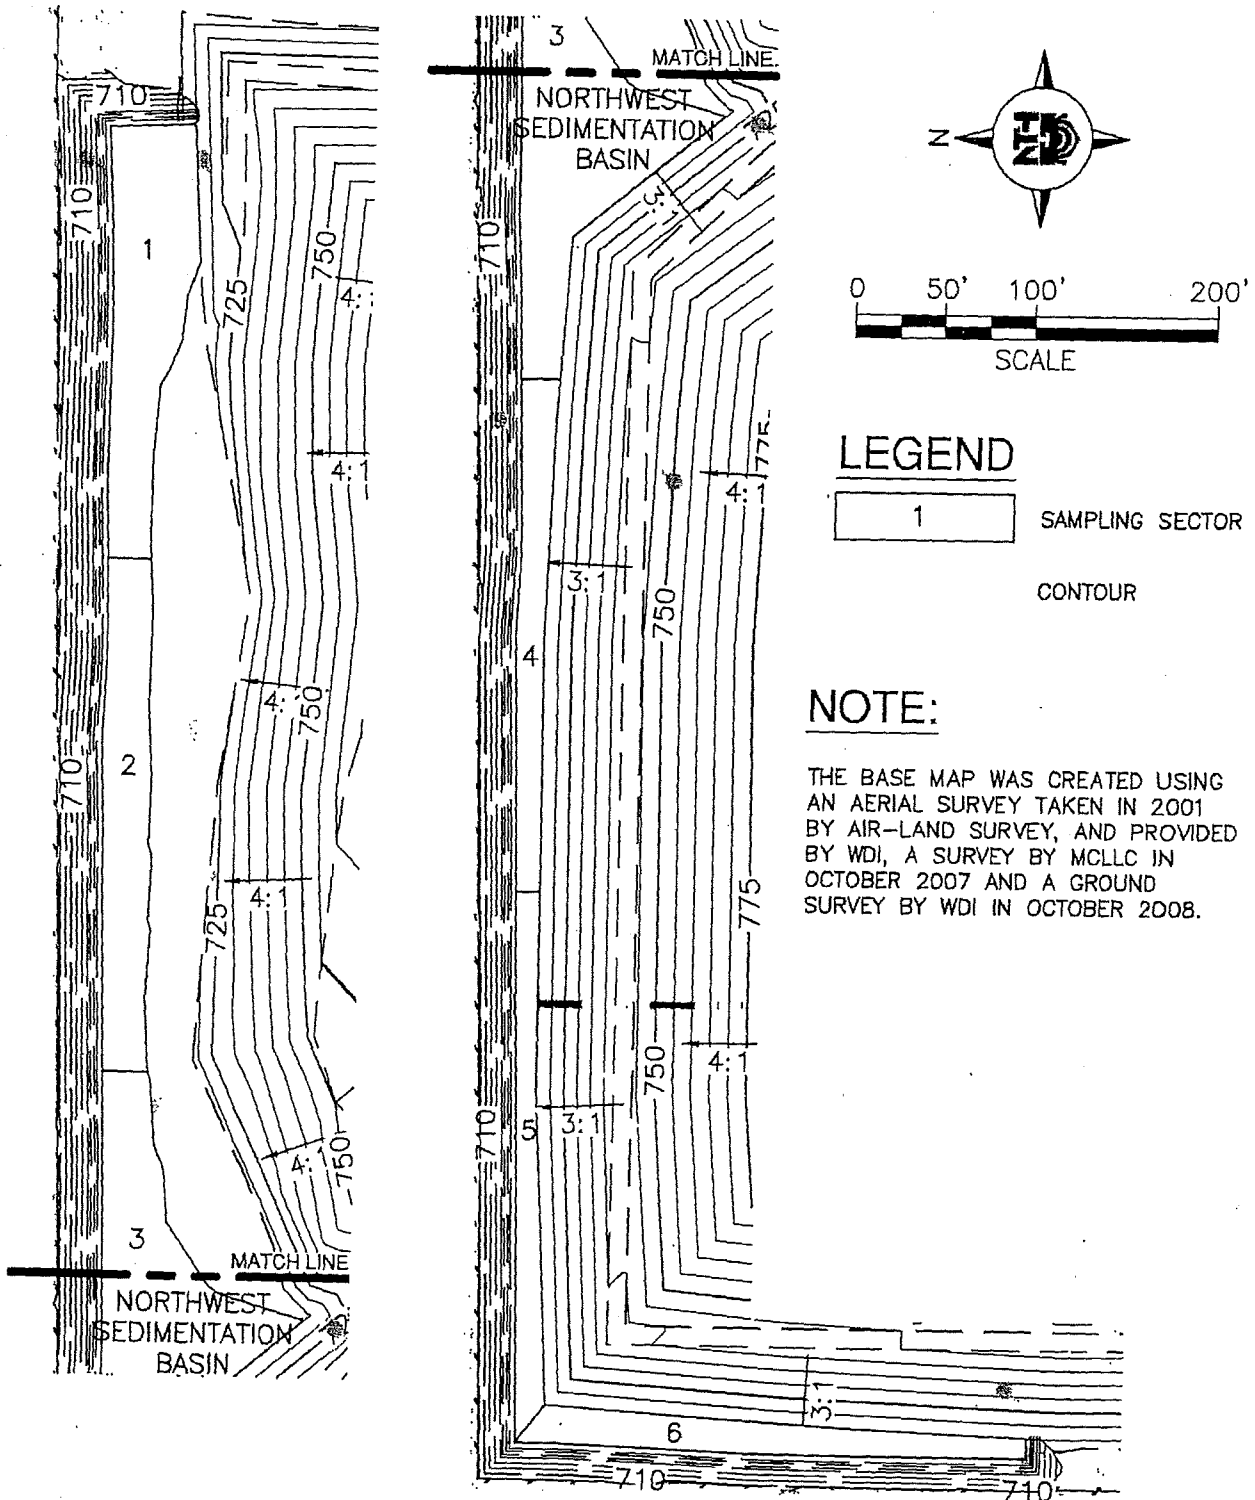 710
710
1
725
750
4:
4:1
4:
750
2
710
725
4:1
4:1
750
3
MATCH LINE
NORTHWEST
SEDIMENTATION
BASIN
3
MATCH LINE
NORTHWEST
SEDIMENTATION
BASIN
3:1
710
775
4:1
3:1
750
4
775
750
4:1
3:1
5
710
3:1
6
710
710
N
NTH
0 50' 100' 200'
SCALE
LEGEND
1 SAMPLING SECTOR
CONTOUR
NOTE:
THE BASE MAP WAS CREATED USING
AN AERIAL SURVEY TAKEN IN 2001
BY AIR-LAND SURVEY, AND PROVIDED
BY WDI, A SURVEY BY MCLLC IN
OCTOBER 2007 AND A GROUND
SURVEY BY WDI IN OCTOBER 2008.